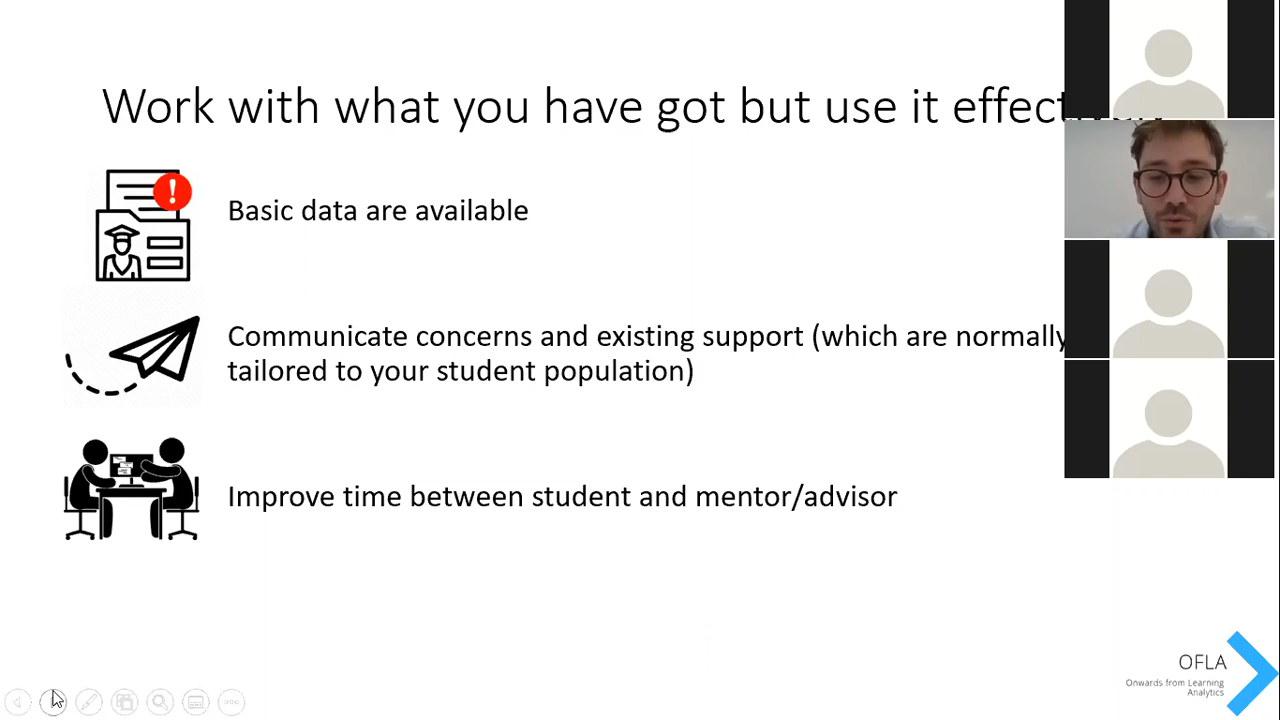 Work with what you have got but use it
Basic data are available
Communicate concerns and existing support (which are normally
tailored to your student population)
Improve time between student and mentor/advisor
OFLA
Onwards from Learning
Analytics